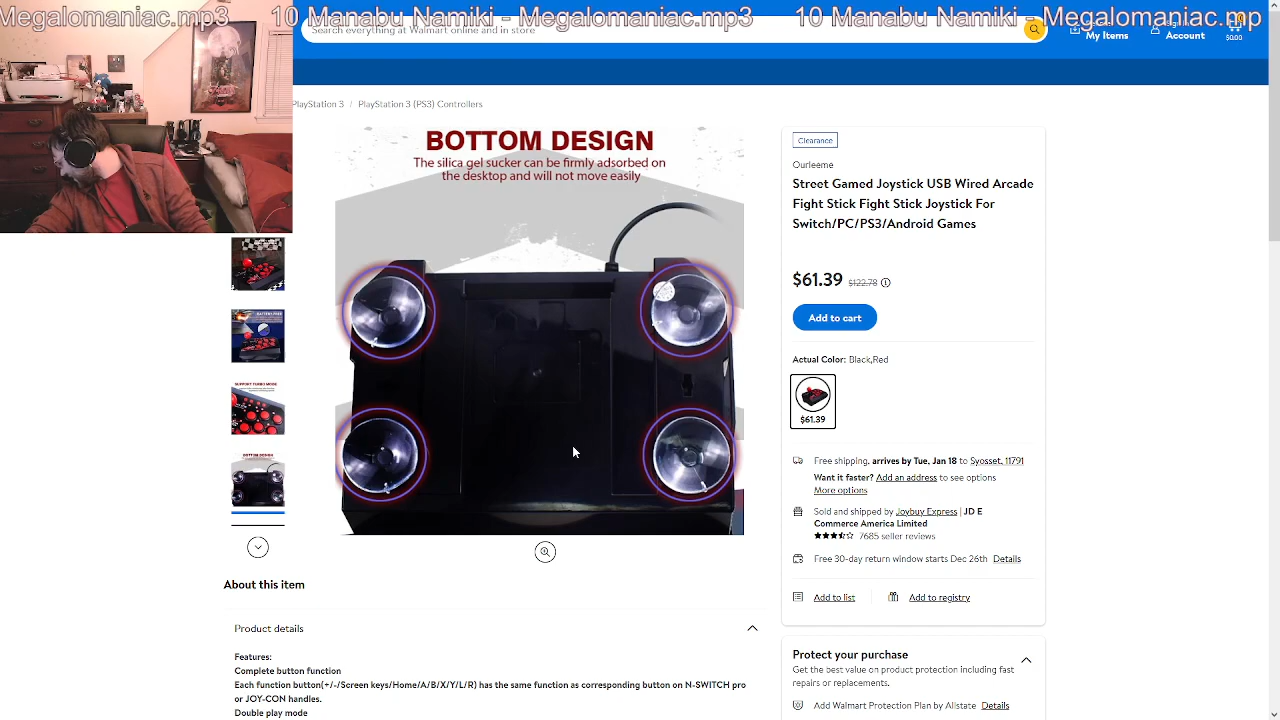 Megalomaniac.mp3 10 Manabu Namiki - Megalomaniac.mp3 10 Manabu Namiki - Megalomaniac.mp
Search everything at Walmart online and in store
My Items
Account
$0.00
PlayStation 3 / PlayStation 3 (PS3) Controllers
BOTTOM DESIGN
The silica gel sucker can be firmly adsorbed on
the desktop and will not move easily
SUPPORT TURBO MODE
BOTTOM DESIGN
About this item
Product details
Features:
Complete button function
Each function button(+/-/Screen keys/Home/A/B/X/Y/L/R) has the same function as corresponding button on N-SWITCH pro
or JOY-CON handles.
Double play mode
Clearance
Ourleeme
Street Gamed Joystick USB Wired Arcade
Fight Stick Fight Stick Joystick For
Switch/PC/PS3/Android Games
$61.39 $122.78
Add to cart
Actual Color: Black,Red
$61.39
Free shipping, arrives by Tue, Jan 18 to Syosset, 11791
Want it faster? Add an address to see options
More options
Sold and shipped by Joybuy Express | JD E
Commerce America Limited
7685 seller reviews
Free 30-day return window starts Dec 26th Details
Add to list Add to registry
Protect your purchase
Get the best value on product protection including fast
repairs or replacements.
Add Walmart Protection Plan by Allstate Details